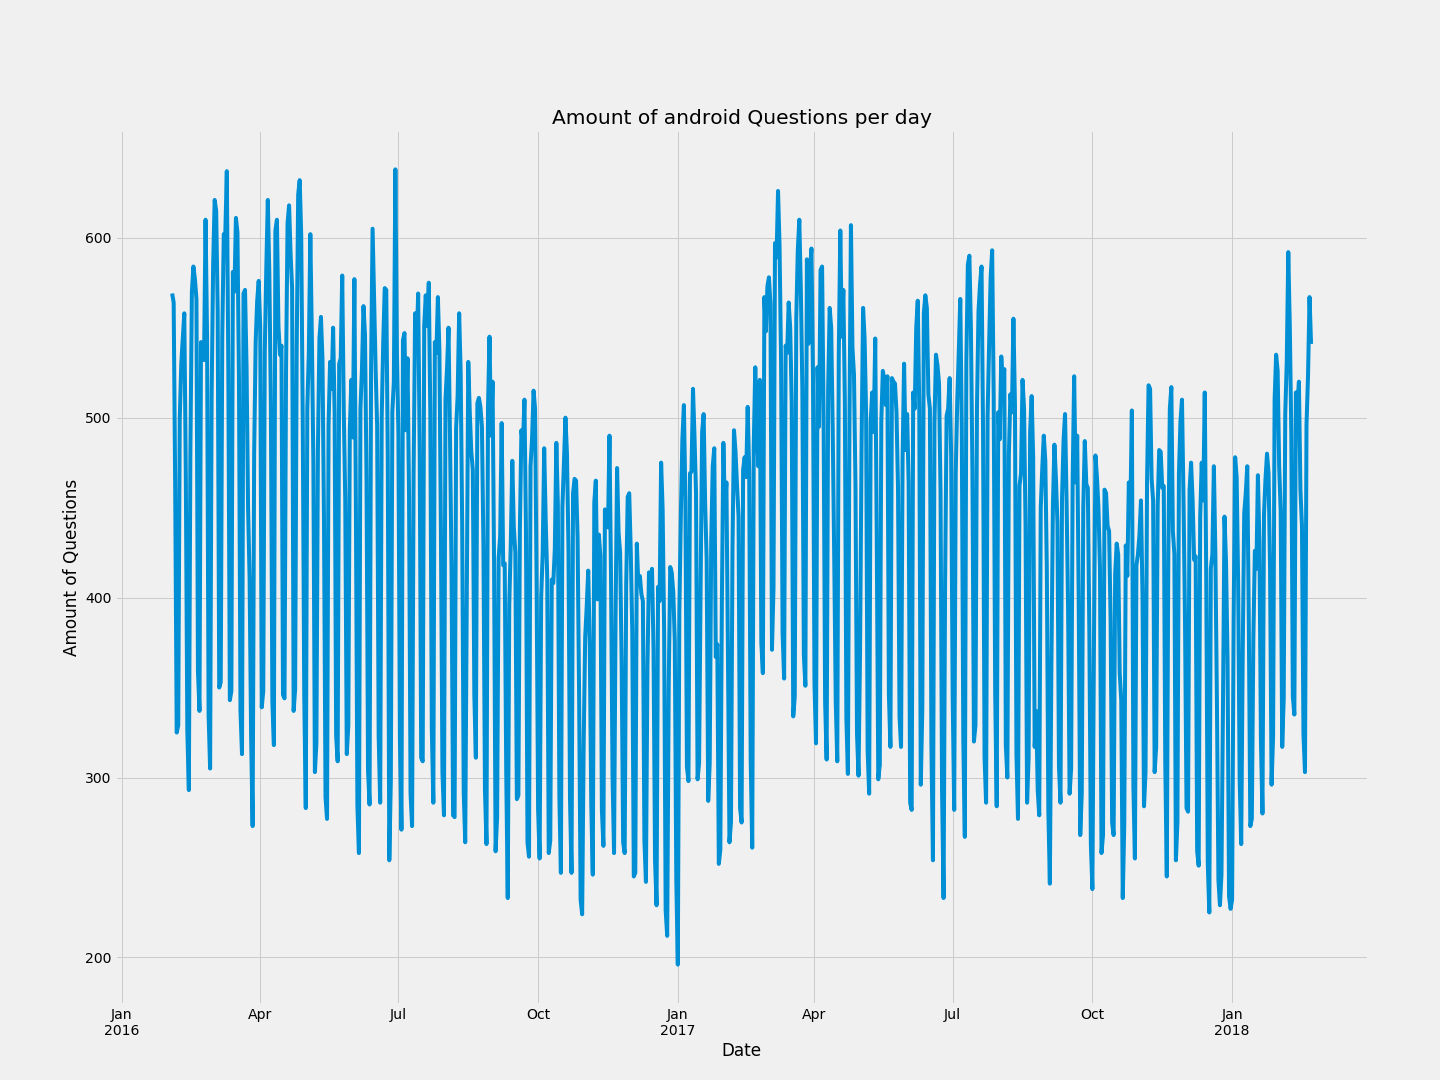 Amount of android Questions per day
Amount of Questions
600
500
400
300
200
Jan Apr Jul Oct Jan Apr Jul Oct Jan
2016 2017 2018
Date